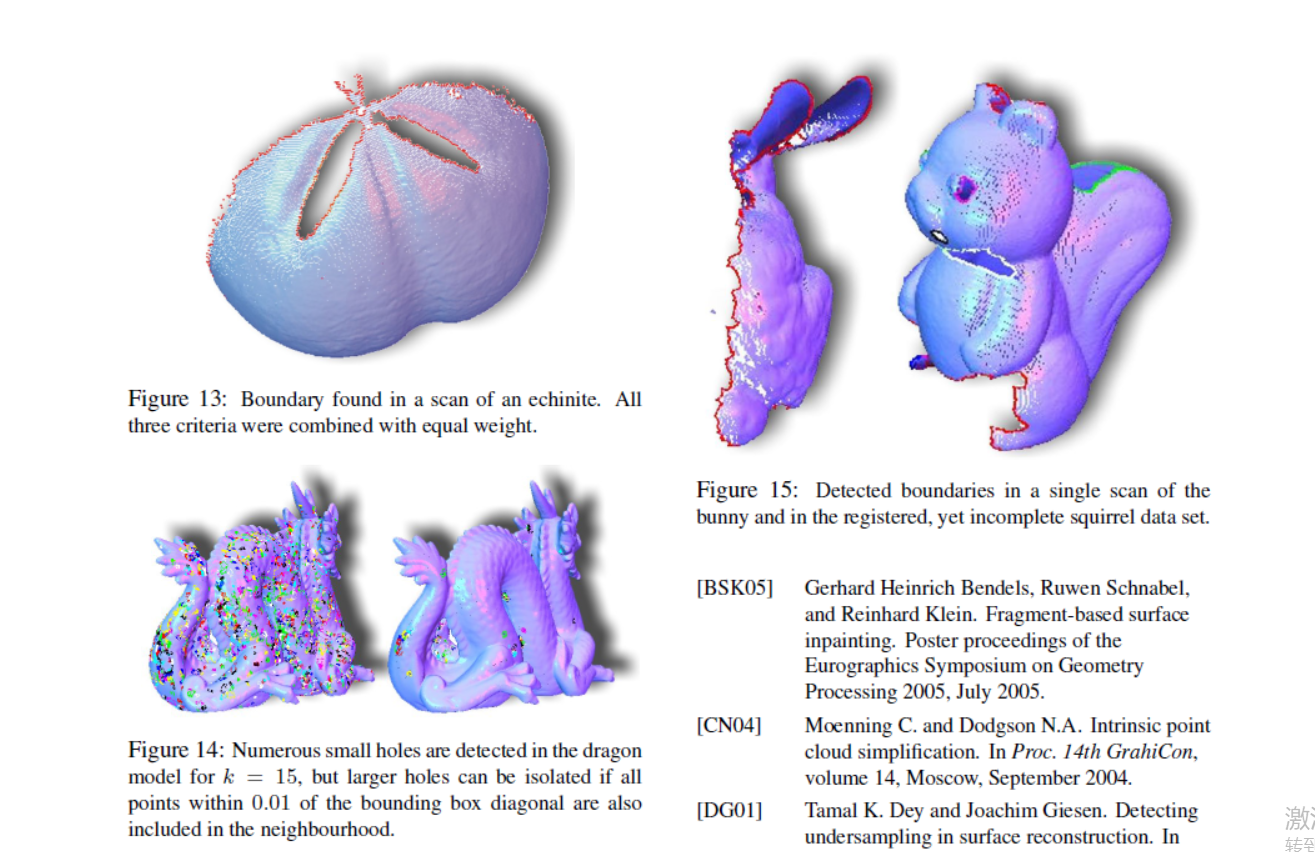 Figure 13: Boundary found in a scan of an echinite. All
three criteria were combined with equal weight.
Figure 14: Numerous small holes are detected in the dragon
model for k = 15, but larger holes can be isolated if all
points within 0.01 of the bounding box diagonal are also
included in the neighbourhood.
Figure 15: Detected boundaries in a single scan of the
bunny and in the registered, yet incomplete squirrel data set.
[BSK05] Gerhard Heinrich Bendels, Ruwen Schnabel,
and Reinhard Klein. Fragment-based surface
inpainting. Poster proceedings of the
Eurographics Symposium on Geometry
Processing 2005, July 2005.
[CN04] Moenning C. and Dodgson N.A. Intrinsic point
cloud simplification. In Proc. 14th GrahiCon,
volume 14, Moscow, September 2004.
[DG01] Tamal K. Dey and Joachim Giesen. Detecting
undersampling in surface reconstruction. In
激
转到